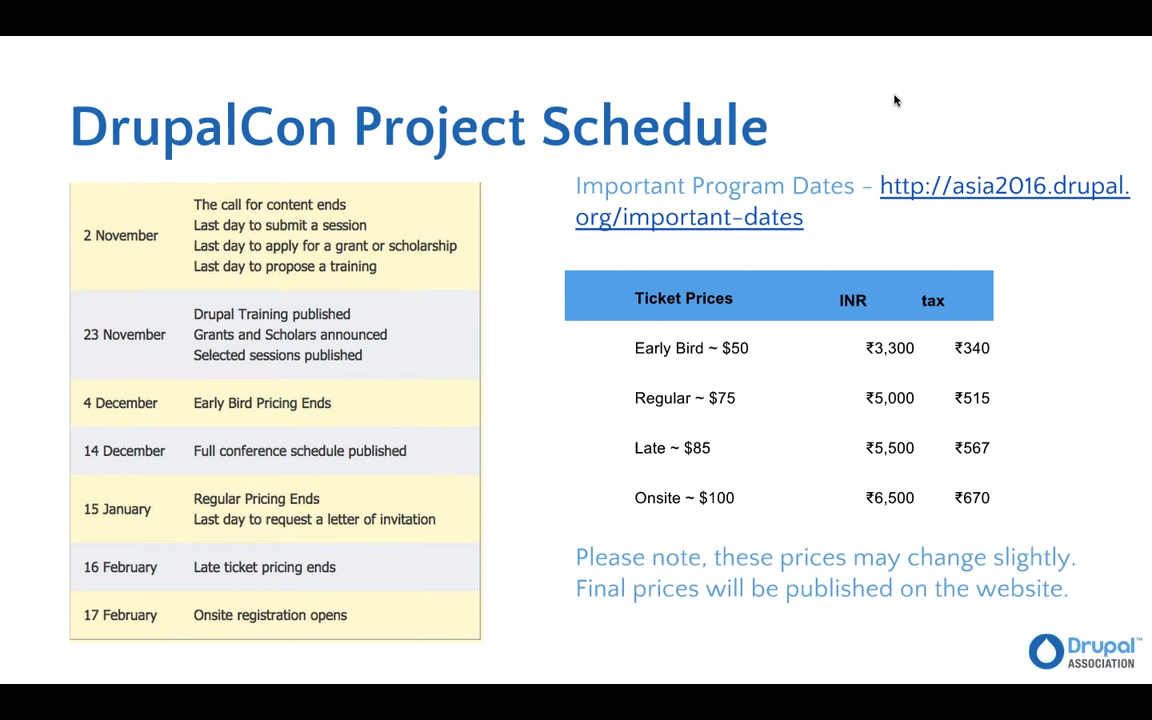 DrupalCon Project Schedule
2 November
The call for content ends
Last day to submit a session
Last day to apply for a grant or scholarship
Last day to propose a training
23 November
Drupal Training published
Grants and Scholars announced
Selected sessions published
4 December Early Bird Pricing Ends
14 December Full conference schedule published
15 January
Regular Pricing Ends
Last day to request a letter of invitation
16 February Late ticket pricing ends
17 February Onsite registration opens
Important Program Dates – http://asia2016.drupal.
org/important-dates
Ticket Prices INR tax
Early Bird ~ $50 ₹3,300 ₹340
Regular ~ $75 ₹5,000 ₹515
Late ~ $85 ₹5,500 ₹567
Onsite ~ $100 ₹6,500 ₹670
Please note, these prices may change slightly.
Final prices will be published on the website.
Drupal™
ASSOCIATION